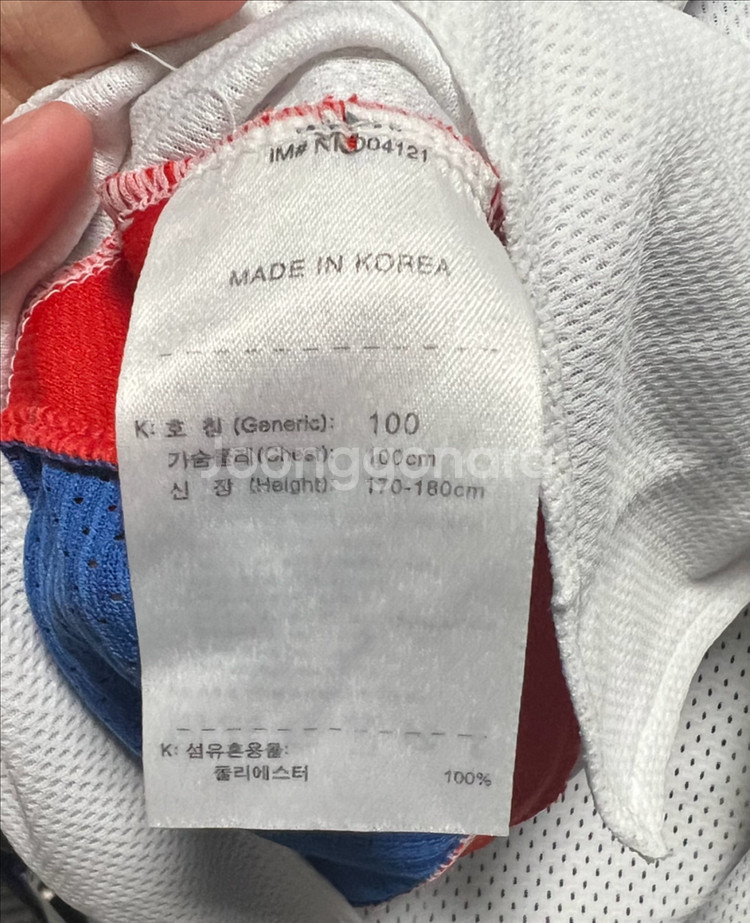 IM#
MADE IN KOREA
K: 호 칭 (Generic): 100
가슴둘레(Chest): 100cm
신 장 (Height): 170-180cm
K: 섬유혼용률:
폴리에스터 100%